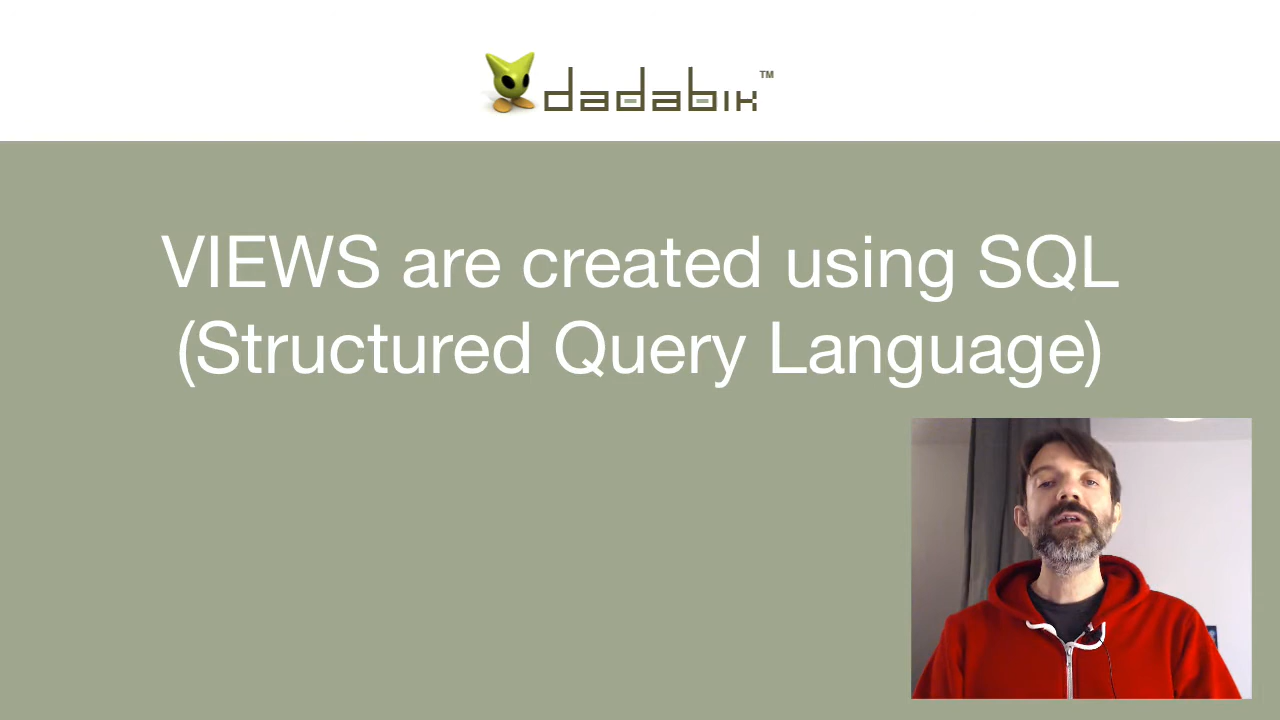 dadabik™
VIEWS are created using SQL
(Structured Query Language)